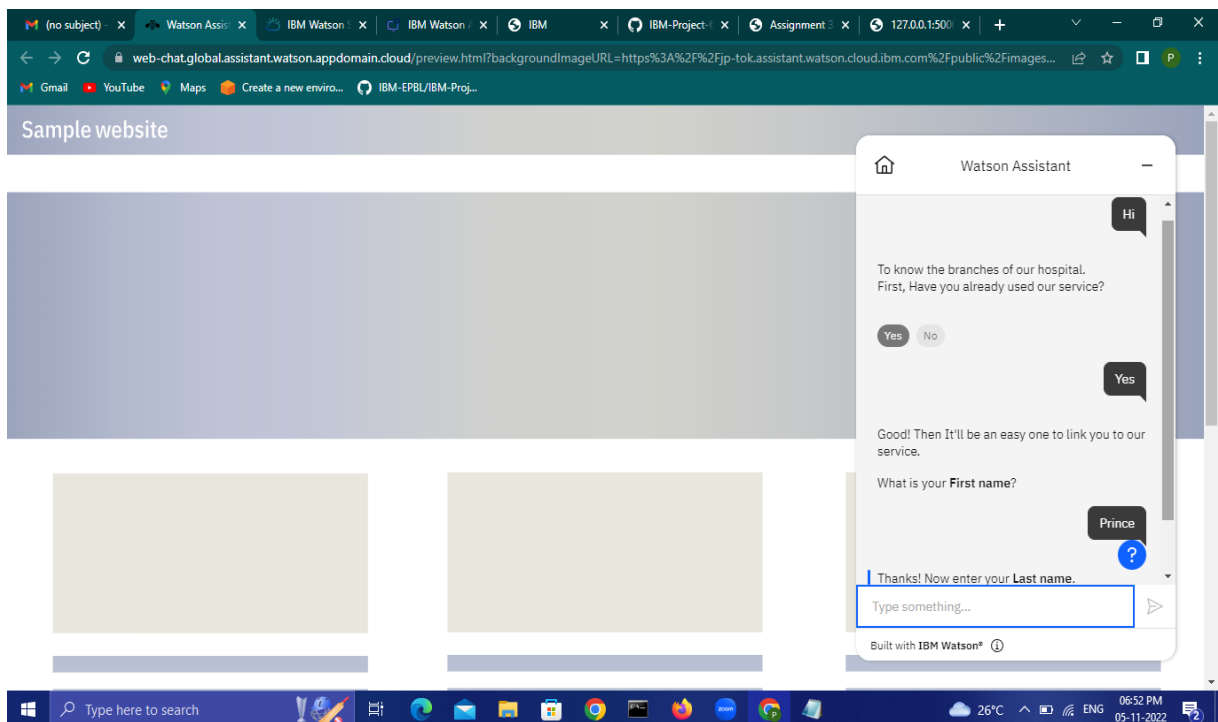 (no subject) -
Watson Assis
IBM Watson S
IBM Watson A
IBM
IBM-Project-6
Assignment 3
127.0.0.1:500
web-chat.global.assistant.watson.appdomain.cloud/preview.html?backgroundImageURL=https%3A%2F%2Fjp-tok.assistant.watson.cloud.ibm.com%2Fpublic%2Fimages...
P
Gmail
YouTube
Maps
Create a new enviro...
IBM-EPBL/IBM-Proj...
Sample website
Watson Assistant
Hi
To know the branches of our hospital.
First, Have you already used our service?
Yes
No
Yes
Good! Then It'll be an easy one to link you to our
service.
What is your First name?
Prince
?
Thanks! Now enter your Last name.
Type something...
Built with IBM Watson®
Type here to search
zoom
26°C
ENG
06:52 PM
05-11-2022
2